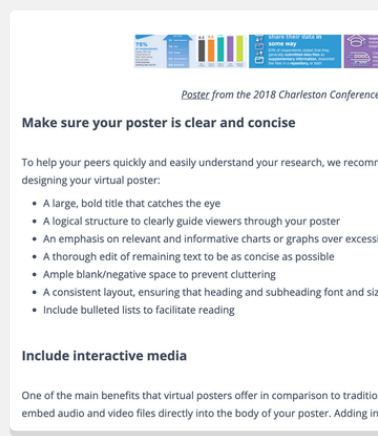 76%
share their data in
some way
Poster from the 2018 Charleston Conference
Make sure your poster is clear and concise
To help your peers quickly and easily understand your research, we recomm
designing your virtual poster:
• A large, bold title that catches the eye
• A logical structure to clearly guide viewers through your poster
• An emphasis on relevant and informative charts or graphs over excessi
• A thorough edit of remaining text to be as concise as possible
• Ample blank/negative space to prevent cluttering
• A consistent layout, ensuring that heading and subheading font and siz
• Include bulleted lists to facilitate reading
Include interactive media
One of the main benefits that virtual posters offer in comparison to traditio
embed audio and video files directly into the body of your poster. Adding in